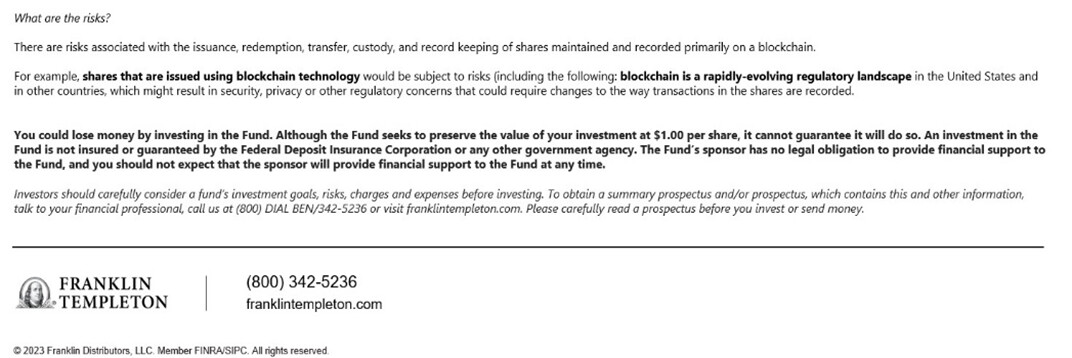 What are the risks?
There are risks associated with the issuance, redemption, transfer, custody, and record keeping of shares maintained and recorded primarily on a blockchain.
For example, shares that are issued using blockchain technology would be subject to risks (including the following: blockchain is a rapidly-evolving regulatory landscape in the United States and
in other countries, which might result in security, privacy or other regulatory concerns that could require changes to the way transactions in the shares are recorded.
You could lose money by investing in the Fund. Although the Fund seeks to preserve the value of your investment at $1.00 per share, it cannot guarantee it will do so. An investment in the
Fund is not insured or guaranteed by the Federal Deposit Insurance Corporation or any other government agency. The Fund's sponsor has no legal obligation to provide financial support to
the Fund, and you should not expect that the sponsor will provide financial support to the Fund at any time.
Investors should carefully consider a fund's investment goals, risks, charges and expenses before investing. To obtain a summary prospectus and/or prospectus, which contains this and other information,
talk to your financial professional, call us at (800) DIAL BEN/342-5236 or visit franklintempleton.com. Please carefully read a prospectus before you invest or send money.
FRANKLIN
TEMPLETON
(800) 342-5236
franklintempleton.com
© 2023 Franklin Distributors, LLC. Member FINRA/SIPC. All rights reserved.